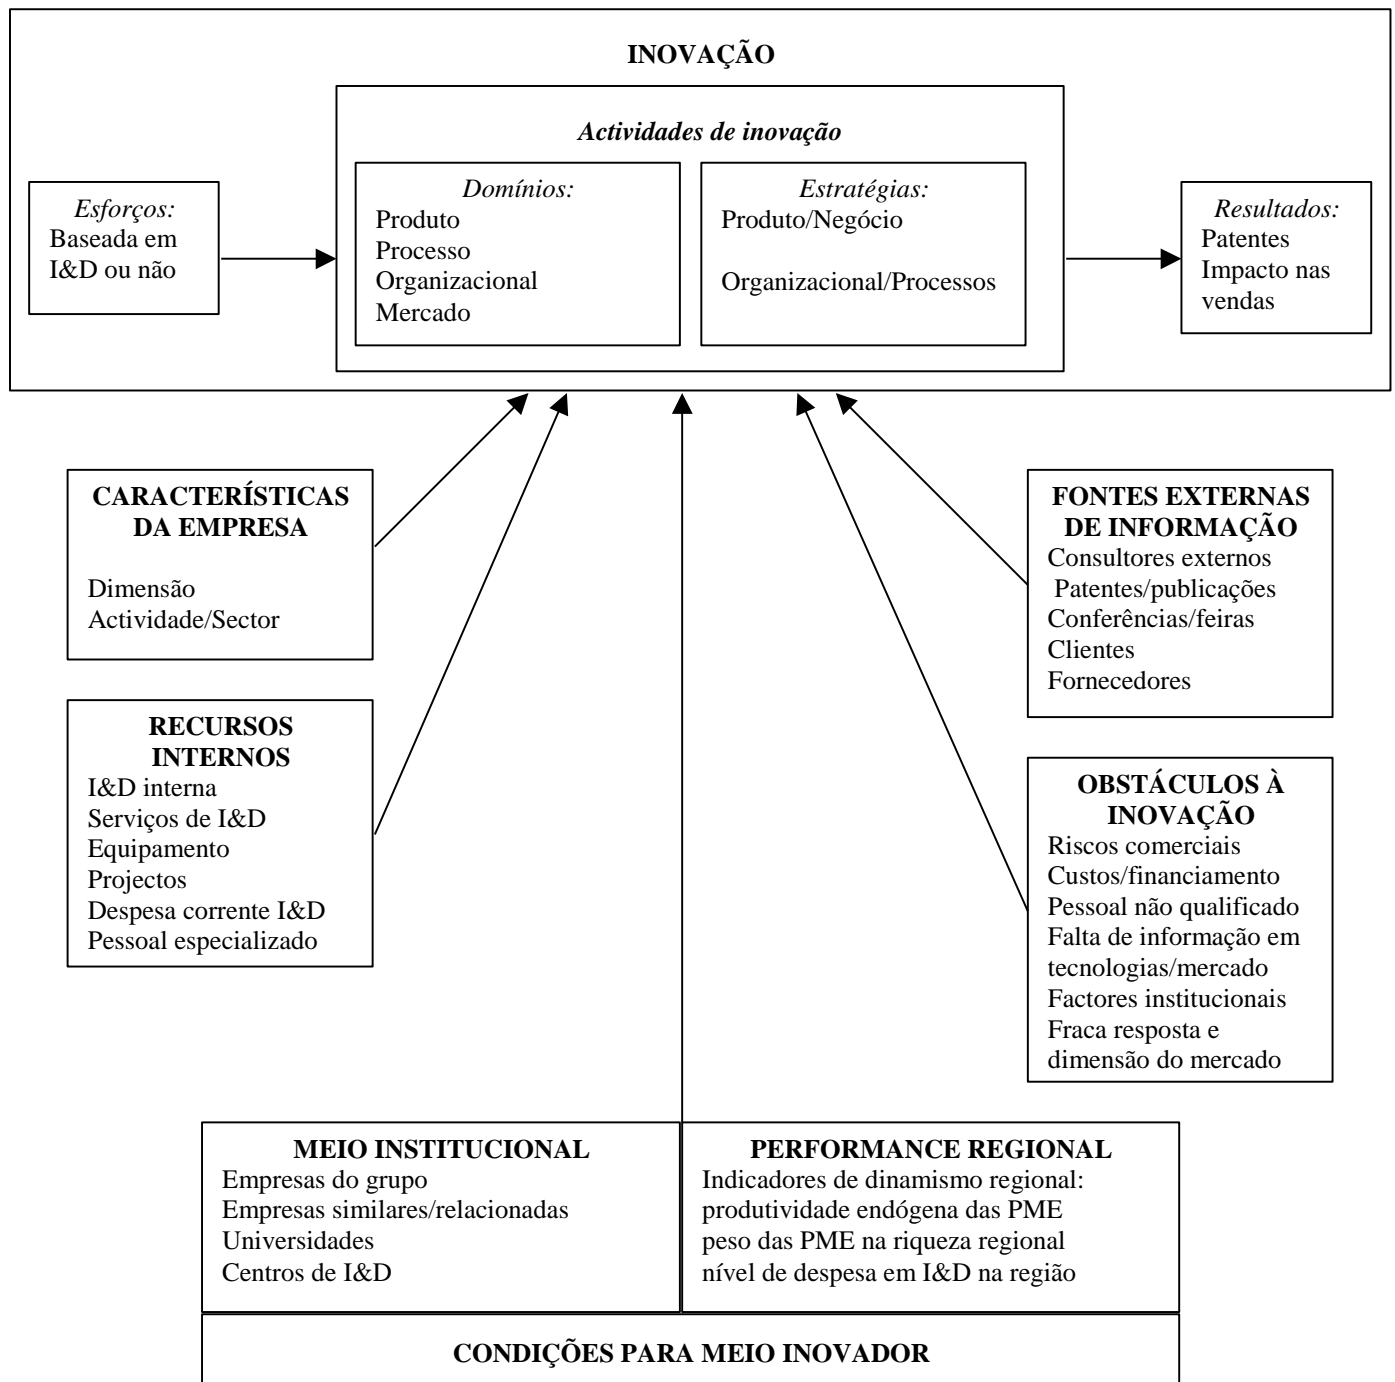 INOVAÇÃO
Actividades de inovação
Esforços:
Baseada em
I&D ou não
Domínios:
Produto
Processo
Organizacional
Mercado
Estratégias:
Produto/Negócio
Organizacional/Processos
Resultados:
Patentes
Impacto nas
vendas
CARACTERÍSTICAS
DA EMPRESA
Dimensão
Actividade/Sector
FONTES EXTERNAS
DE INFORMAÇÃO
Consultores externos
Patentes/publicações
Conferências/feiras
Clientes
Fornecedores
RECURSOS
INTERNOS
I&D interna
Serviços de I&D
Equipamento
Projectos
Despesa corrente I&D
Pessoal especializado
OBSTÁCULOS À
INOVAÇÃO
Riscos comerciais
Custos/financiamento
Pessoal não qualificado
Falta de informação em
tecnologias/mercado
Factores institucionais
Fraca resposta e
dimensão do mercado
MEIO INSTITUCIONAL
Empresas do grupo
Empresas similares/relacionadas
Universidades
Centros de I&D
PERFORMANCE REGIONAL
Indicadores de dinamismo regional:
produtividade endógena das PME
peso das PME na riqueza regional
nível de despesa em I&D na região
CONDIÇÕES PARA MEIO INOVADOR